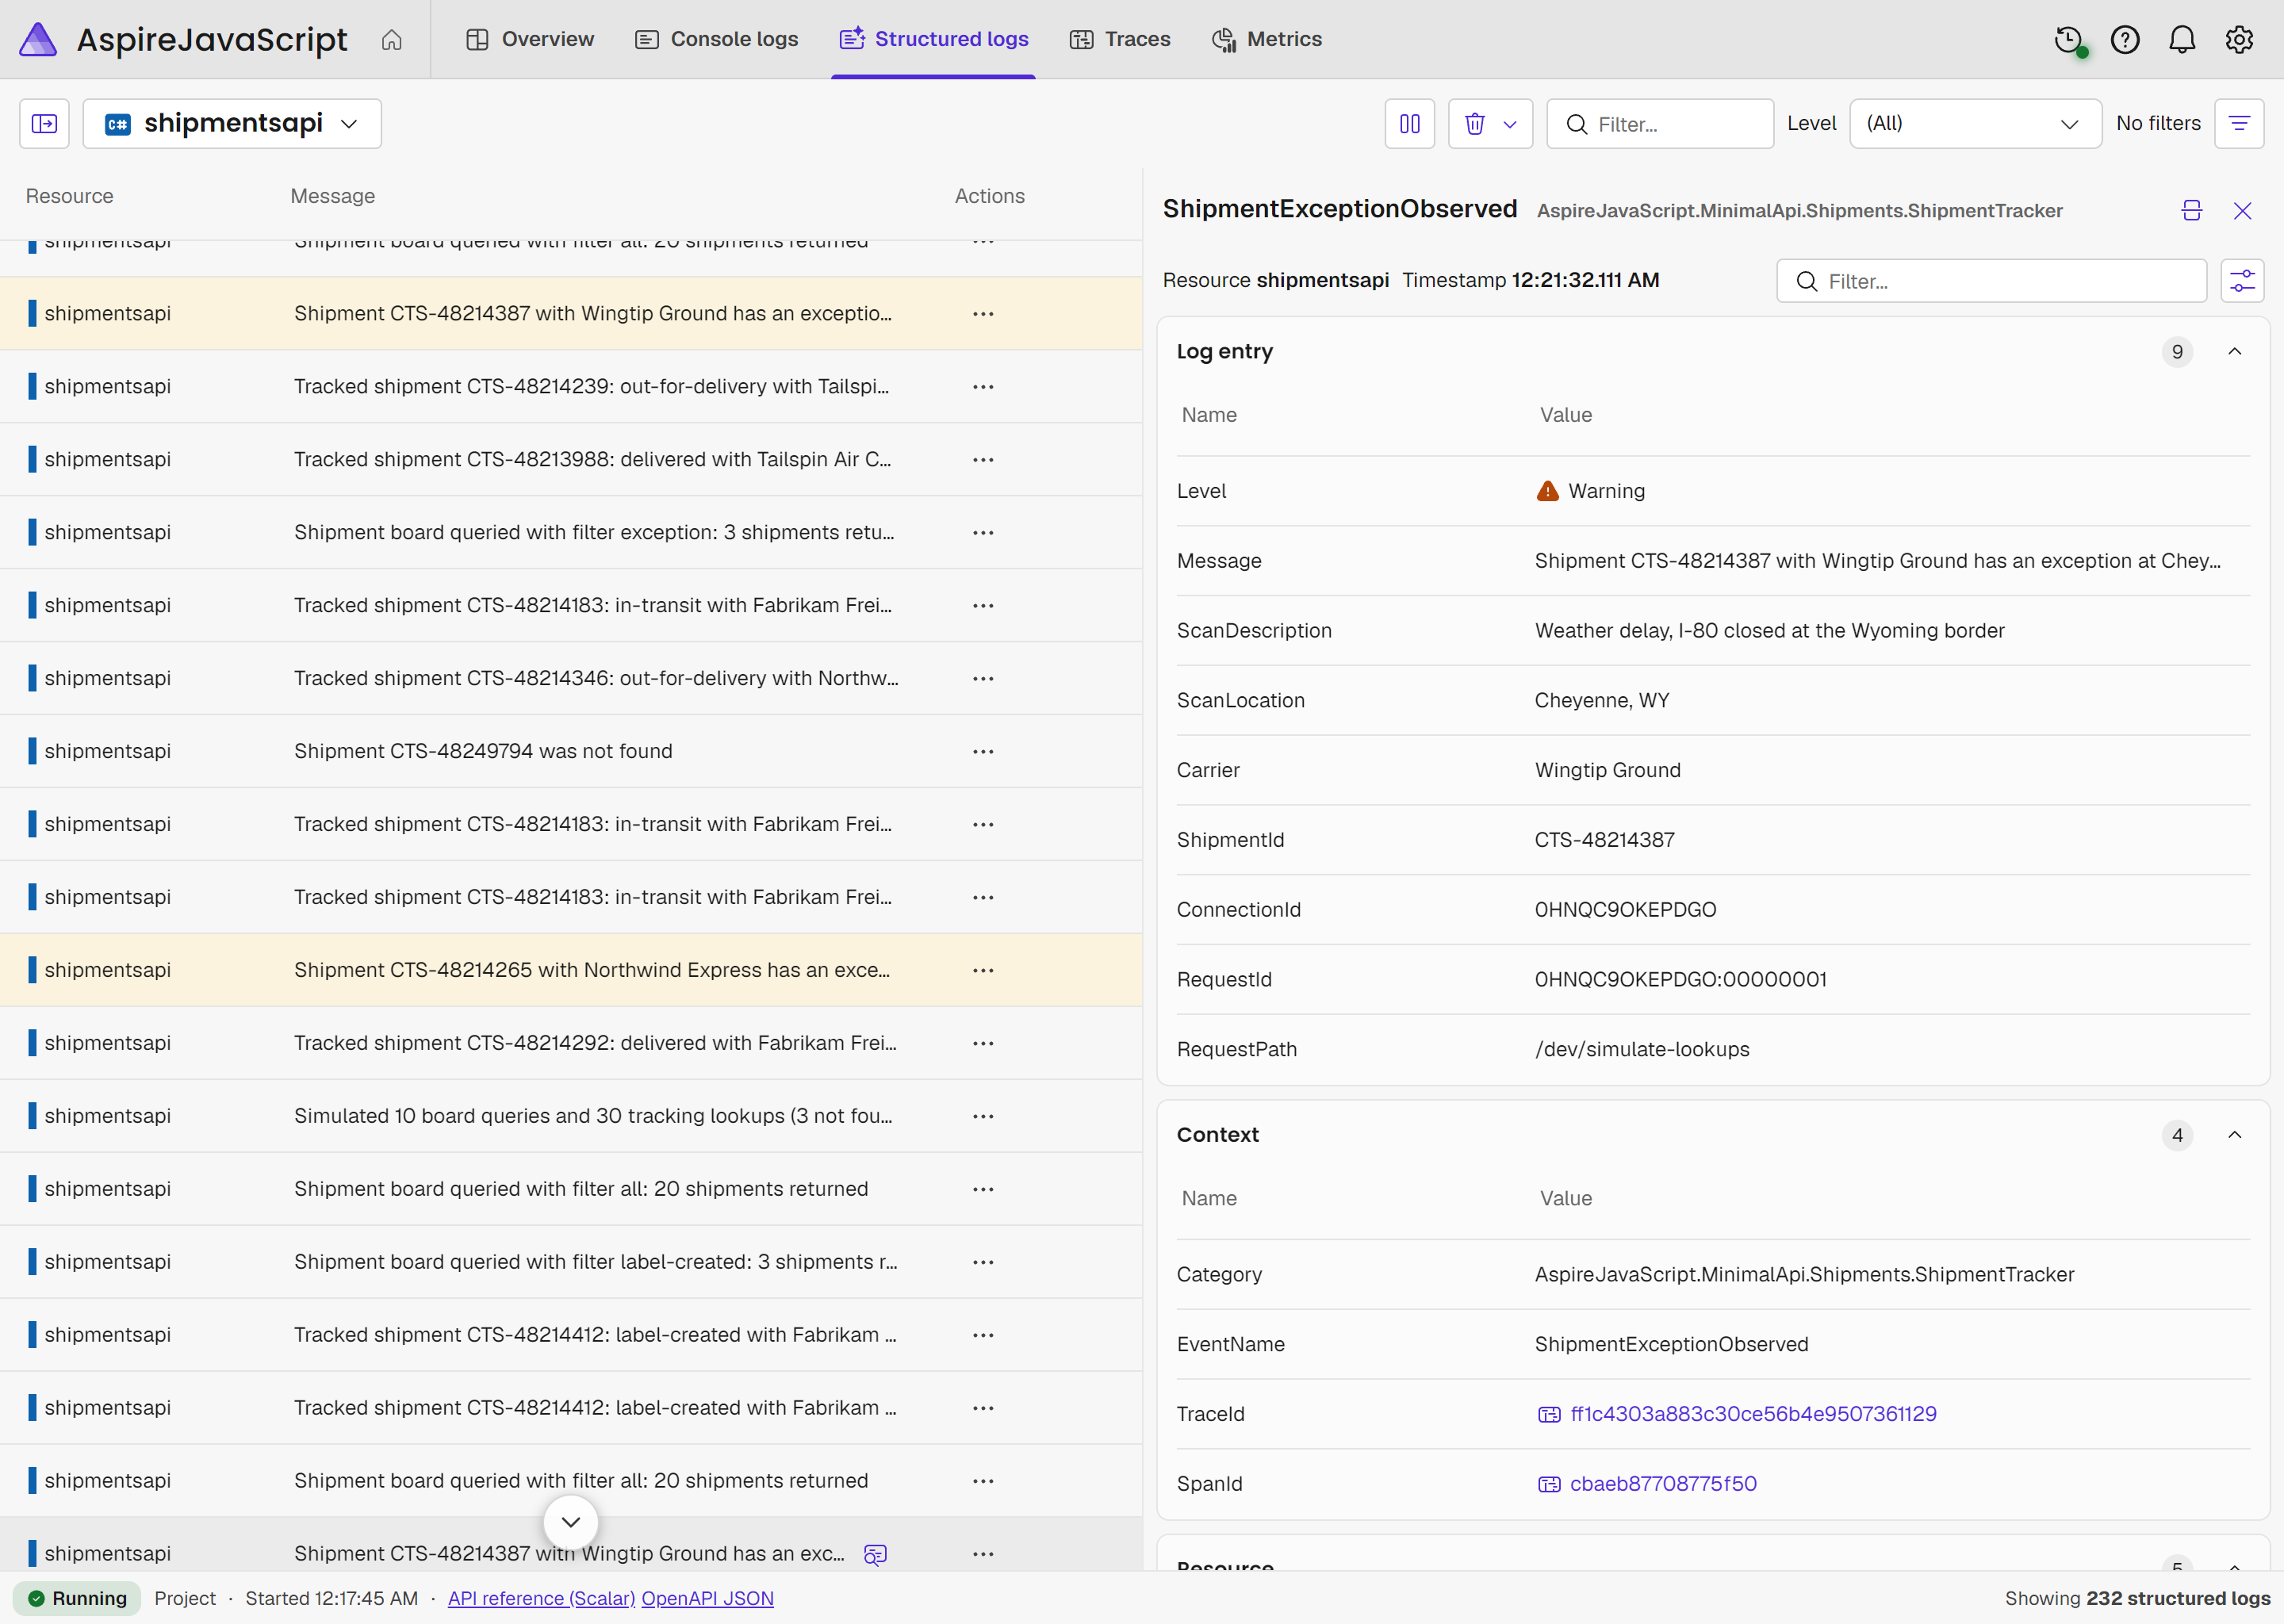 AspireJavaScript Overview Console logs Structured logs Traces Metrics
C# shipmentsapi Filter... Level (All) No filters
Resource Message Actions
shipmentsapi Shipment board queried with filter all: 20 shipments returned ...
shipmentsapi Shipment CTS-48214387 with Wingtip Ground has an exceptio... ...
shipmentsapi Tracked shipment CTS-48214239: out-for-delivery with Tailspi... ...
shipmentsapi Tracked shipment CTS-48213988: delivered with Tailspin Air C... ...
shipmentsapi Shipment board queried with filter exception: 3 shipments retu... ...
shipmentsapi Tracked shipment CTS-48214183: in-transit with Fabrikam Frei... ...
shipmentsapi Tracked shipment CTS-48214346: out-for-delivery with Northw... ...
shipmentsapi Shipment CTS-48249794 was not found ...
shipmentsapi Tracked shipment CTS-48214183: in-transit with Fabrikam Frei... ...
shipmentsapi Tracked shipment CTS-48214183: in-transit with Fabrikam Frei... ...
shipmentsapi Shipment CTS-48214265 with Northwind Express has an exce... ...
shipmentsapi Tracked shipment CTS-48214292: delivered with Fabrikam Frei... ...
shipmentsapi Simulated 10 board queries and 30 tracking lookups (3 not fou... ...
shipmentsapi Shipment board queried with filter all: 20 shipments returned ...
shipmentsapi Shipment board queried with filter label-created: 3 shipments r... ...
shipmentsapi Tracked shipment CTS-48214412: label-created with Fabrikam ... ...
shipmentsapi Tracked shipment CTS-48214412: label-created with Fabrikam ... ...
shipmentsapi Shipment board queried with filter all: 20 shipments returned ...
shipmentsapi Shipment CTS-48214387 with Wingtip Ground has an exc... ...
ShipmentExceptionObserved AspireJavaScript.MinimalApi.Shipments.ShipmentTracker
Resource shipmentsapi Timestamp 12:21:32.111 AM Filter...
Log entry 9
Name Value
Level Warning
Message Shipment CTS-48214387 with Wingtip Ground has an exception at Chey...
ScanDescription Weather delay, I-80 closed at the Wyoming border
ScanLocation Cheyenne, WY
Carrier Wingtip Ground
ShipmentId CTS-48214387
ConnectionId 0HNQC9OKEPDGO
RequestId 0HNQC9OKEPDGO:00000001
RequestPath /dev/simulate-lookups
Context 4
Name Value
Category AspireJavaScript.MinimalApi.Shipments.ShipmentTracker
EventName ShipmentExceptionObserved
TraceId ff1c4303a883c30ce56b4e9507361129
SpanId cbaeb87708775f50
Resource 5
Running Project · Started 12:17:45 AM · API reference (Scalar) OpenAPI JSON Showing 232 structured logs